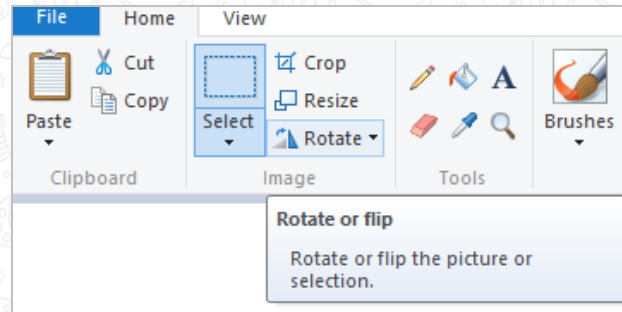 File Home View
Cut
Copy
Paste
Clipboard
Select
Crop
Resize
Rotate
Image
A
Tools
Brushes
Rotate or flip
Rotate or flip the picture or
selection.